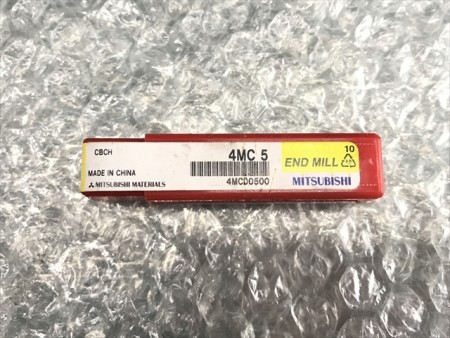 CBCH
4MC 5
10
END MILL
MADE IN CHINA
4MCD0500
MITSUBISHI MATERIALS
MITSUBISHI